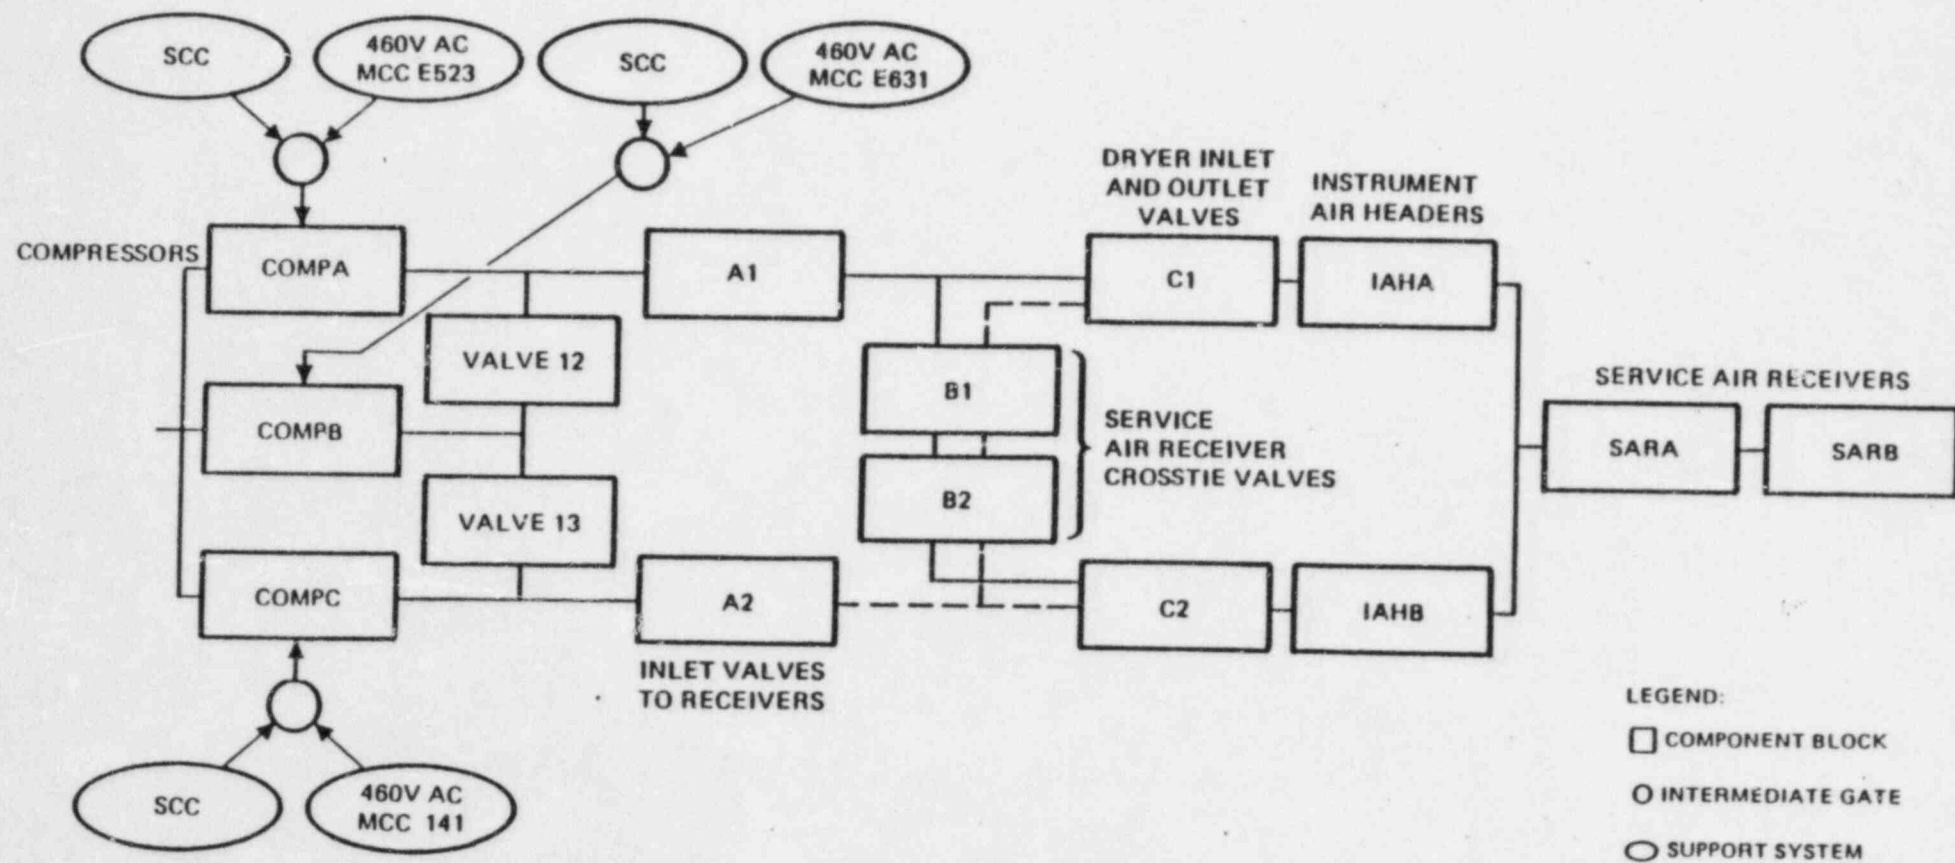 SCC
460V AC
MCC E523
SCC
460V AC
MCC E631
DRYER INLET
AND OUTLET
VALVES
INSTRUMENT
AIR HEADERS
COMPRESSORS
COMPA
A1
C1
IAHA
VALVE 12
B1
SERVICE AIR RECEIVERS
COMPB
SERVICE
AIR RECEIVER
CROSSTIE VALVES
SARA
SARB
B2
VALVE 13
COMPC
A2
C2
IAHB
INLET VALVES
TO RECEIVERS
SCC
460V AC
MCC 141
LEGEND:
COMPONENT BLOCK
INTERMEDIATE GATE
SUPPORT SYSTEM